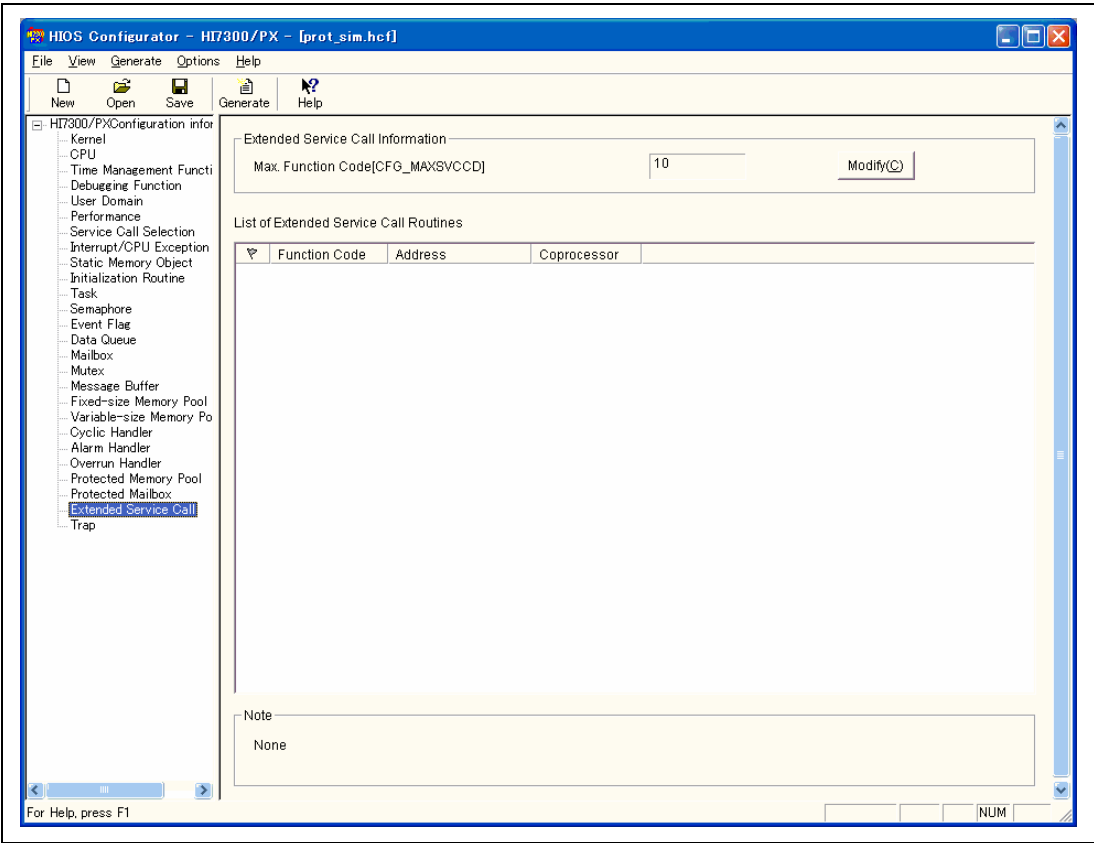 HIOS Configurator - HI7300/PX - [prot_sim.hcf]
File View Generate Options Help
New Open Save Generate Help
HI7300/PXConfiguration infor
Kernel
CPU
Time Management Functi
Debugging Function
User Domain
Performance
Service Call Selection
Interrupt/CPU Exception
Static Memory Object
Initialization Routine
Task
Semaphore
Event Flag
Data Queue
Mailbox
Mutex
Message Buffer
Fixed-size Memory Pool
Variable-size Memory Po
Cyclic Handler
Alarm Handler
Overrun Handler
Protected Memory Pool
Protected Mailbox
Extended Service Call
Trap
Extended Service Call Information
Max. Function Code[CFG_MAXSVCCD] 10 Modify(C)
List of Extended Service Call Routines
Function Code Address Coprocessor
Note
None
For Help, press F1 NUM